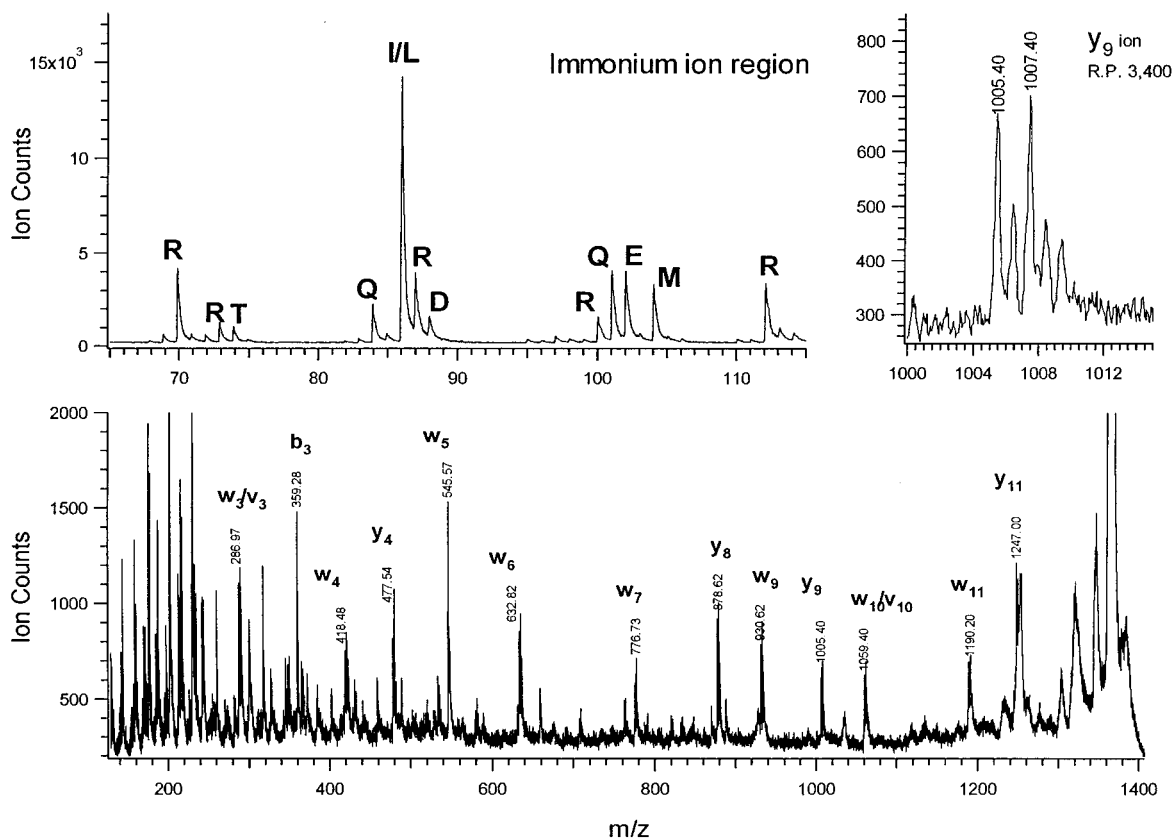 15x10³
10
5
0
Ion Counts
R
R
T
Q
I/L
R
D
R
Q
E
M
R
Immonium ion region
70
80
90
100
110
800
700
600
500
400
300
1005.40
1007.40
y₉ ion
R.P. 3,400
1000
1004
1008
1012
2000
1500
1000
500
Ion Counts
w₃/v₃
286.97
b₃
359.28
w₄
418.48
y₄
477.54
w₅
545.57
w₆
632.82
w₇
776.73
y₈
878.62
w₉
930.62
y₉
1005.40
w₁₀/v₁₀
1059.40
w₁₁
1190.20
y₁₁
1247.00
200
400
600
800
1000
1200
1400
m/z